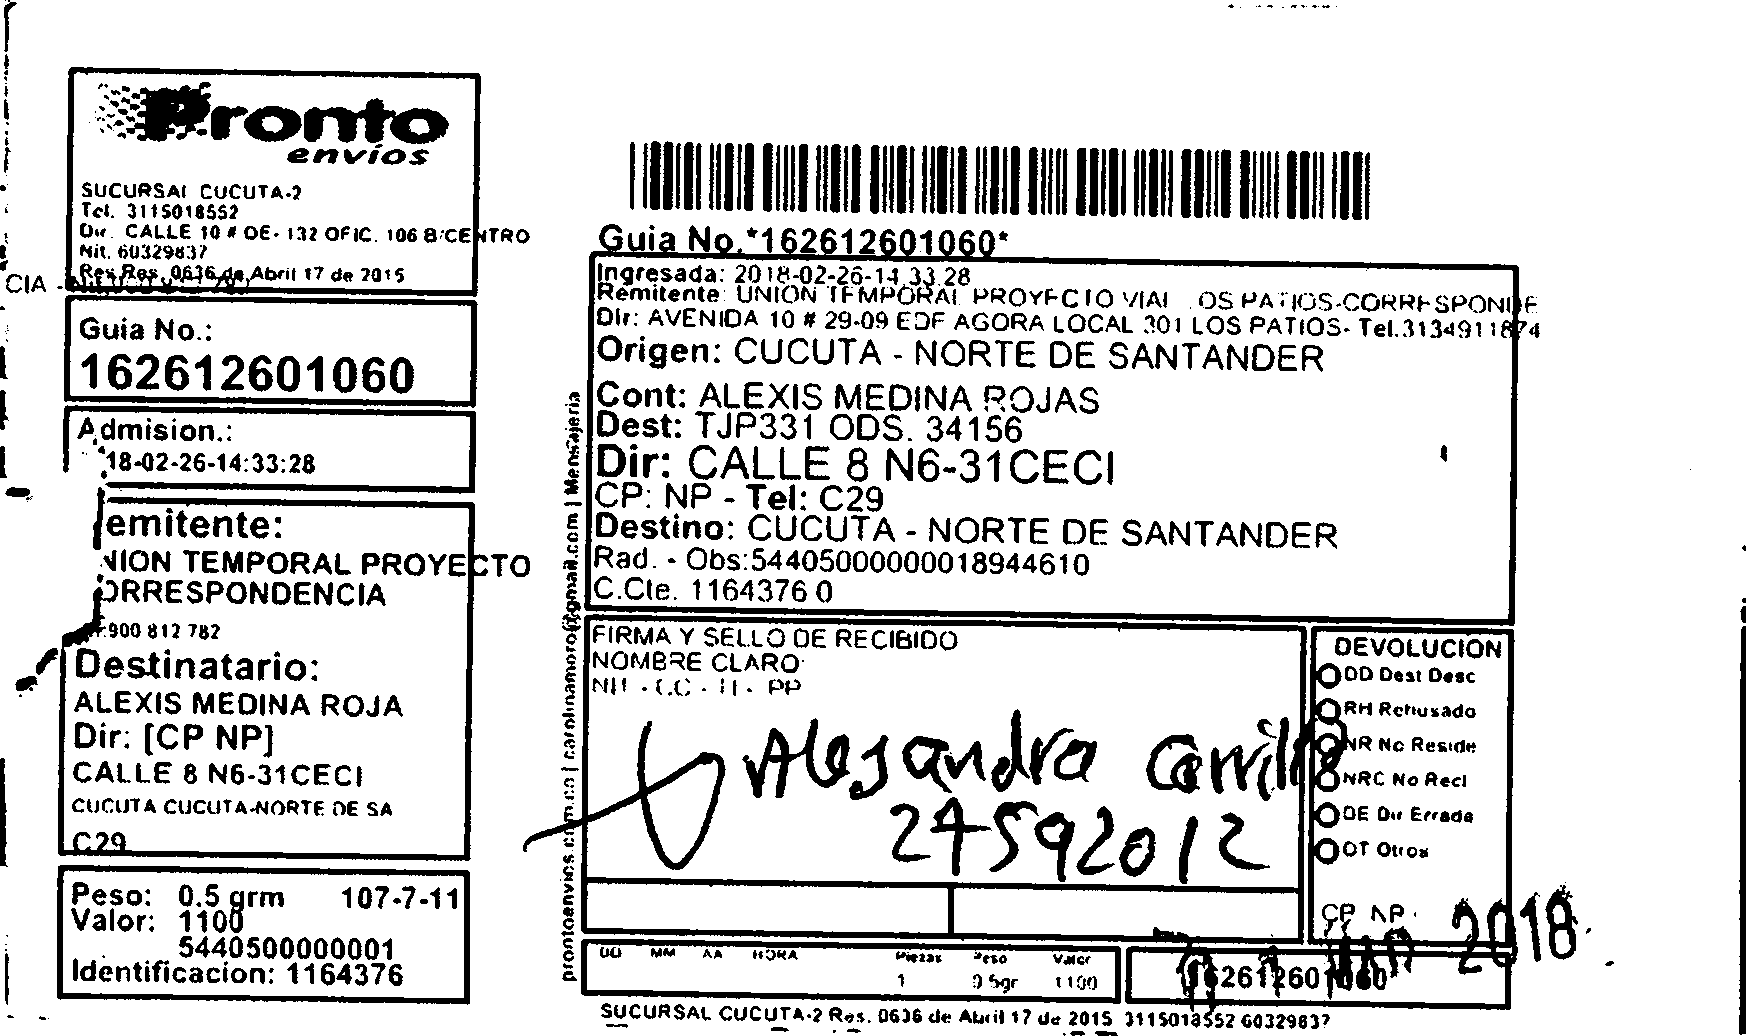 Pronto
envíos
SUCURSAL CUCUTA-2
Tel. 3115018552
Dir. CALLE 10 # OE- 132 OFIC. 106 B/CENTRO
Nit. 60329837
Res.Res. 0636 de Abril 17 de 2015
CIA -
Guia No.:
162612601060
Admision.:
18-02-26-14:33:28
emitente:
NION TEMPORAL PROYECTO
ORRESPONDENCIA
900 812 782
Destinatario:
ALEXIS MEDINA ROJA
Dir: [CP NP]
CALLE 8 N6-31CECI
CUCUTA CUCUTA-NORTE DE SA
C29
Peso: 0.5 grm 107-7-11
Valor: 1100
5440500000001
Identificacion: 1164376
prontoenvios.com.co | carolinamoro@gmail.com | Mensajeria
Guia No.*162612601060*
Ingresada: 2018-02-26-14.33.28
Remitente: UNION TEMPORAL PROYECTO VIAL LOS PATIOS-CORRESPONDE
Dir: AVENIDA 10 # 29-09 EDF AGORA LOCAL 301 LOS PATIOS- Tel.3134911874
Origen: CUCUTA - NORTE DE SANTANDER
Cont: ALEXIS MEDINA ROJAS
Dest: TJP331 ODS. 34156
Dir: CALLE 8 N6-31CECI
CP: NP - Tel: C29
Destino: CUCUTA - NORTE DE SANTANDER
Rad. - Obs:54405000000018944610
C.Cte. 1164376 0
FIRMA Y SELLO DE RECIBIDO
NOMBRE CLARO
NIT - C.C - TI - PP
Alejandra Carrillo
27592012
DEVOLUCION
DD Dest Desc
RH Rehusado
NR No Reside
NRC No Recl
DE Dir Errada
OT Otros
CP NP
MAR 2018
DD MM AA HORA Piezas Peso Valor
1 0.5gr 1100
162612601060
SUCURSAL CUCUTA-2 Res. 0636 de Abril 17 de 2015 3115018552 60329837